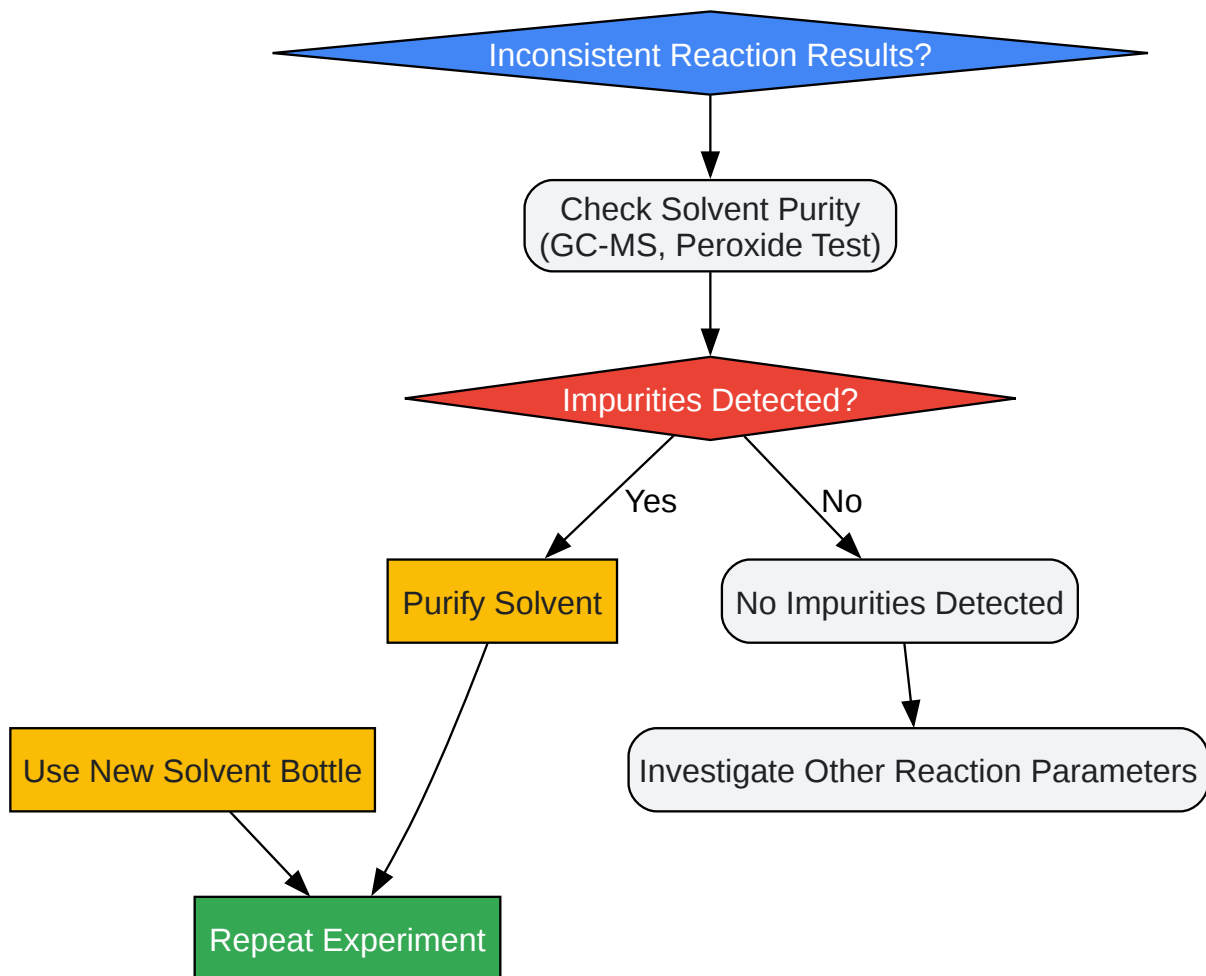 Inconsistent Reaction Results?
Check Solvent Purity
(GC-MS, Peroxide Test)
Impurities Detected?
Yes
No
Purify Solvent
No Impurities Detected
Use New Solvent Bottle
Investigate Other Reaction Parameters
Repeat Experiment